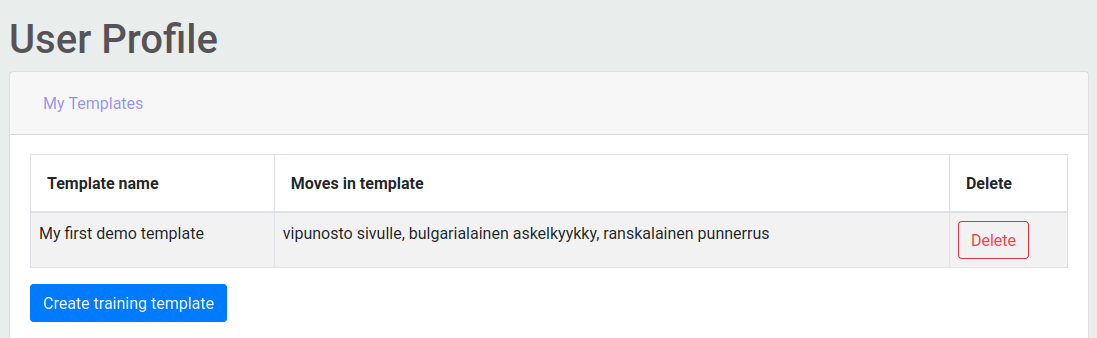 User Profile
My Templates
Template name Moves in template Delete
My first demo template vipunosto sivulle, bulgarialainen askelkyykky, ranskalainen punnerrus Delete
Create training template